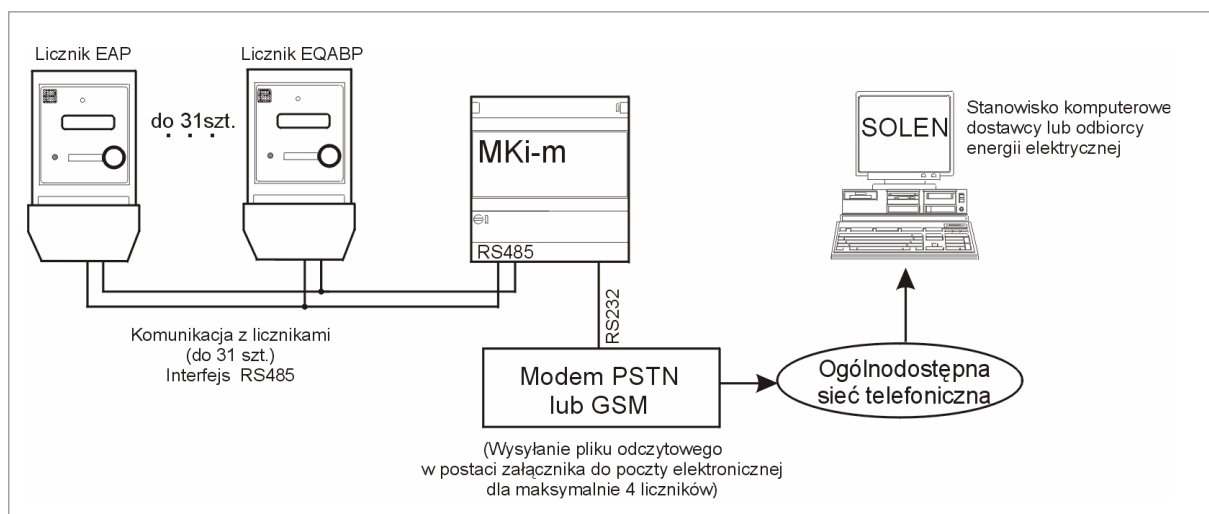 Licznik EAP
Licznik EQABP
do 31szt.
. . .
MKi-m
RS485
SOLEN
Stanowisko komputerowe
dostawcy lub odbiorcy
energii elektrycznej
Komunikacja z licznikami
(do 31 szt.)
Interfejs RS485
RS232
Modem PSTN
lub GSM
Ogólnodostępna
sieć telefoniczna
(Wysyłanie pliku odczytowego
w postaci załącznika do poczty elektronicznej
dla maksymalnie 4 liczników)